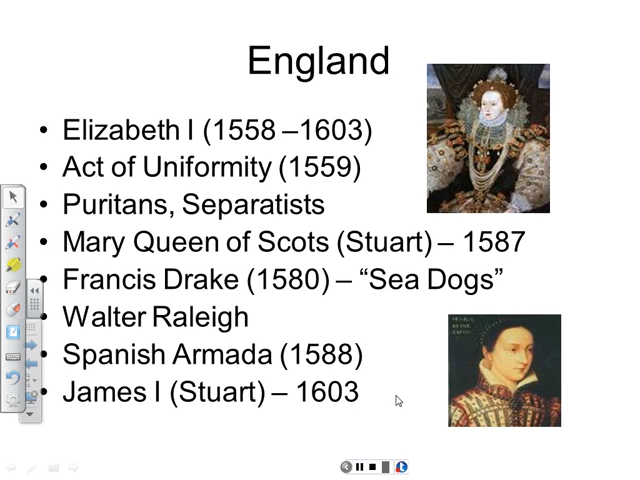 England
• Elizabeth I (1558 –1603)
• Act of Uniformity (1559)
• Puritans, Separatists
• Mary Queen of Scots (Stuart) – 1587
• Francis Drake (1580) – “Sea Dogs”
• Walter Raleigh
• Spanish Armada (1588)
• James I (Stuart) – 1603